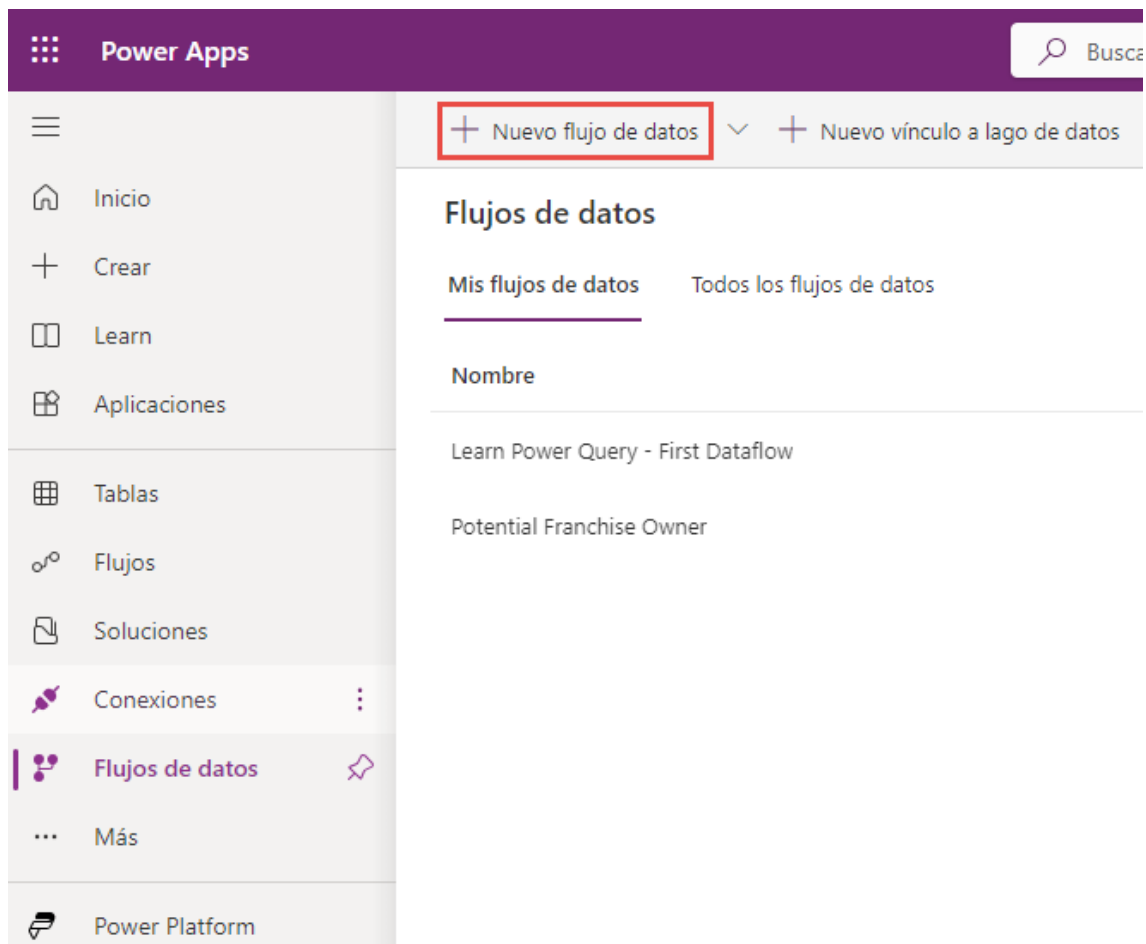 Power Apps
Nuevo flujo de datos
Nuevo vínculo a lago de datos
Inicio
Crear
Learn
Aplicaciones
Tablas
Flujos
Soluciones
Conexiones
Flujos de datos
Más
Power Platform
Flujos de datos
Mis flujos de datos
Todos los flujos de datos
Nombre
Learn Power Query - First Dataflow
Potential Franchise Owner